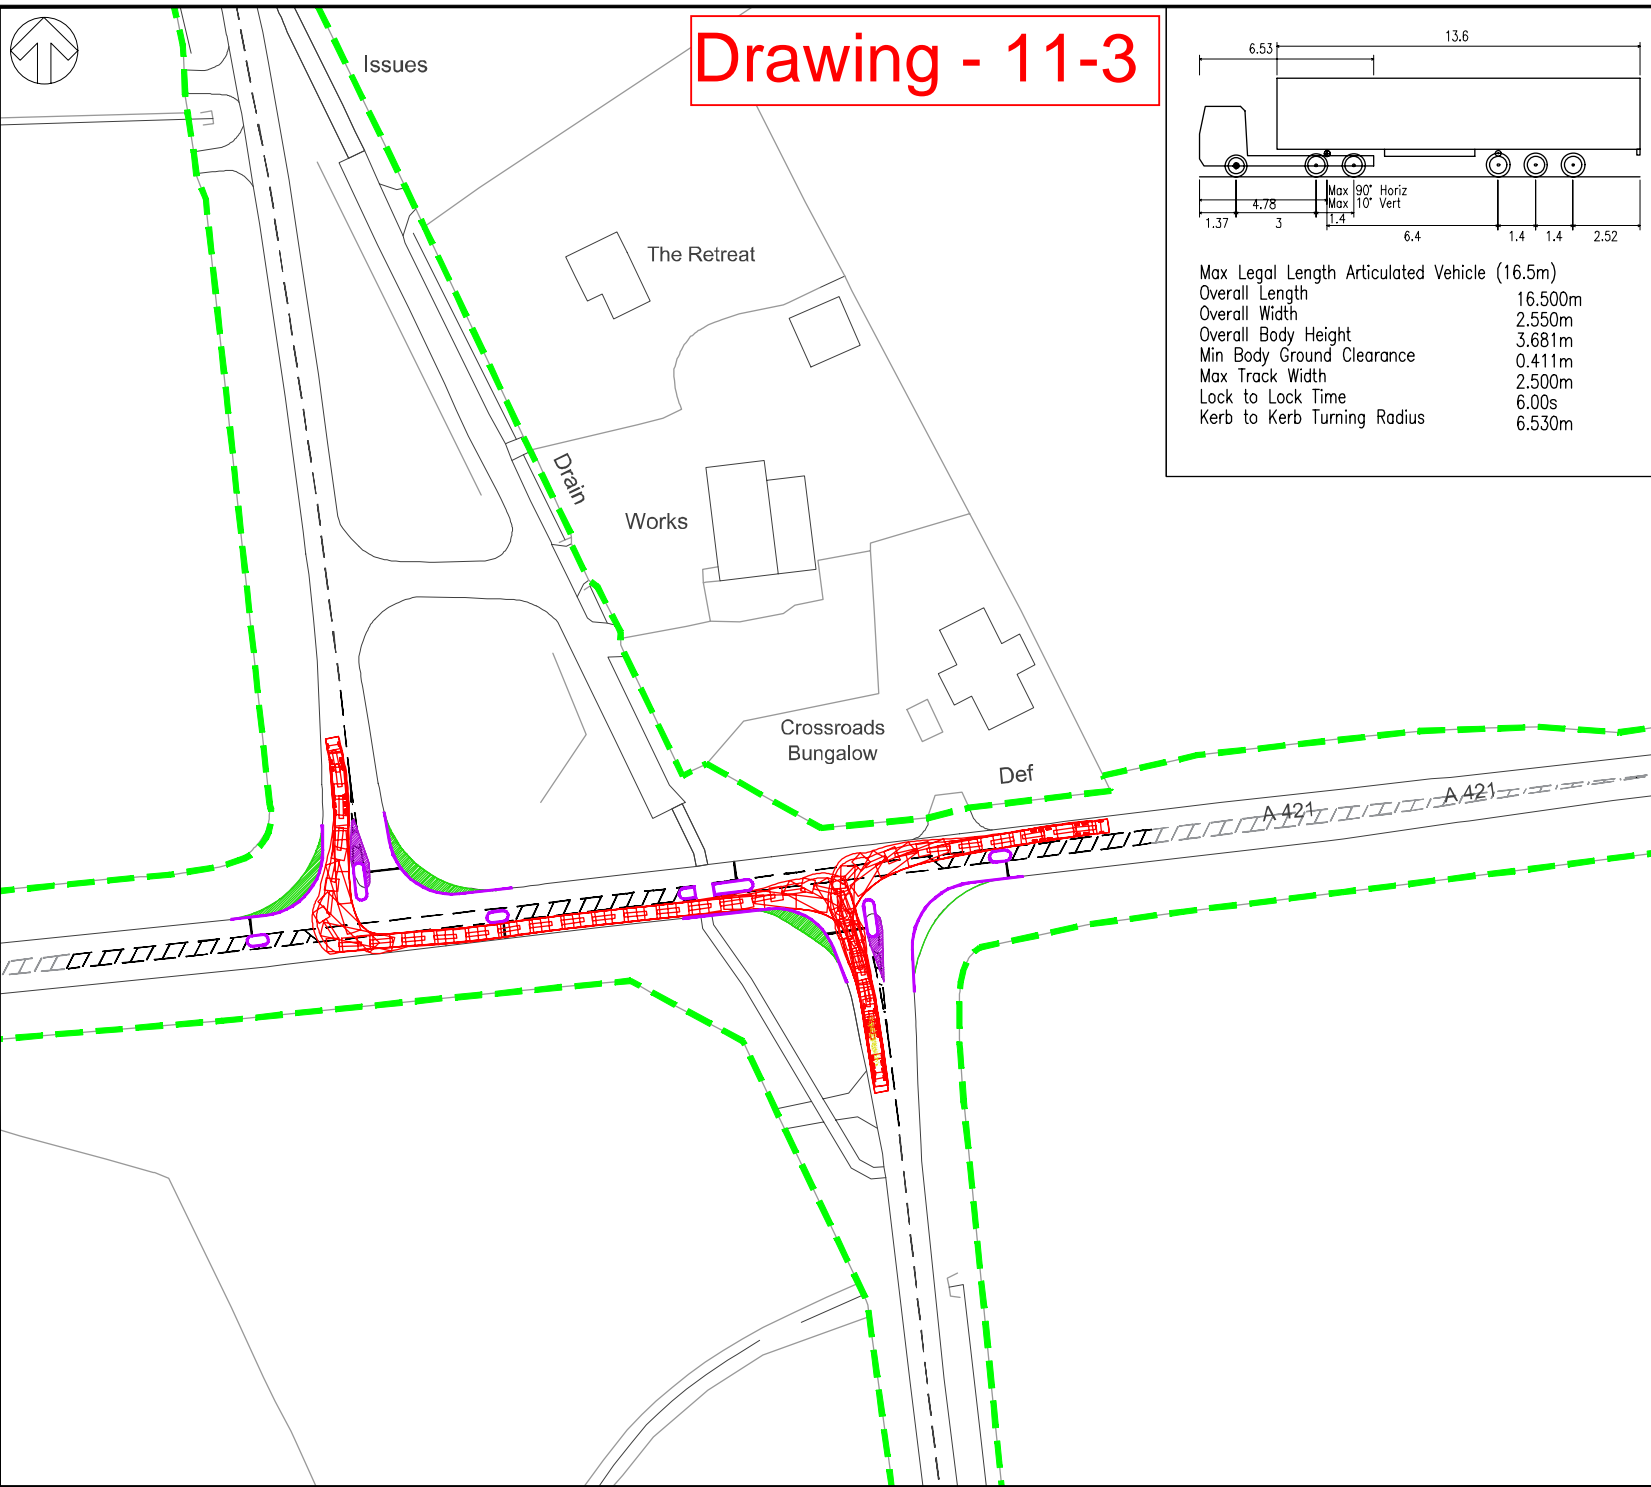 Drawing - 11-3
Issues
The Retreat
Drain
Works
Crossroads
Bungalow
Def
A 421
A 421
13.6
6.53
Max 90° Horiz
Max 10° Vert
4.78
1.37
3
1.4
6.4
1.4
1.4
2.52
Max Legal Length Articulated Vehicle (16.5m)
Overall Length 16.500m
Overall Width 2.550m
Overall Body Height 3.681m
Min Body Ground Clearance 0.411m
Max Track Width 2.500m
Lock to Lock Time 6.00s
Kerb to Kerb Turning Radius 6.530m